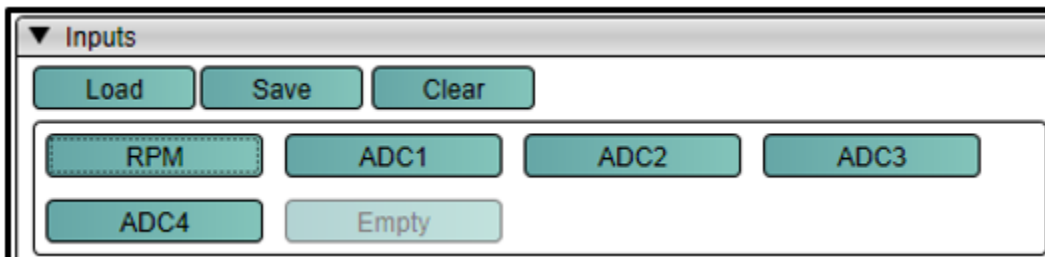 Inputs
Load Save Clear
RPM ADC1 ADC2 ADC3
ADC4 Empty